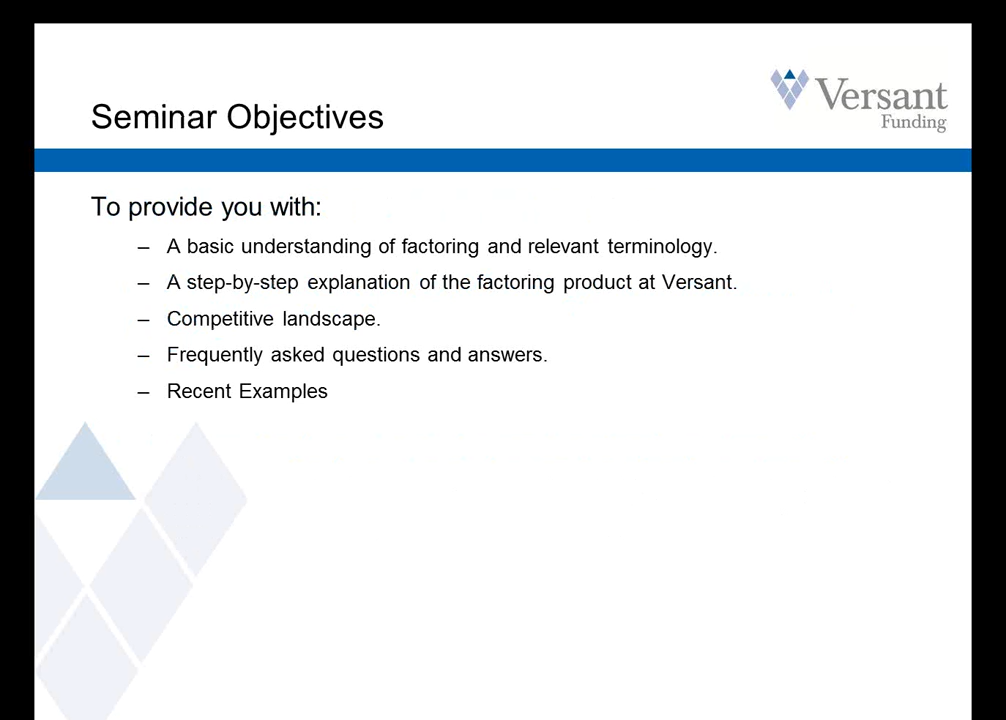 Versant
Funding
Seminar Objectives
To provide you with:
– A basic understanding of factoring and relevant terminology.
– A step-by-step explanation of the factoring product at Versant.
– Competitive landscape.
– Frequently asked questions and answers.
– Recent Examples